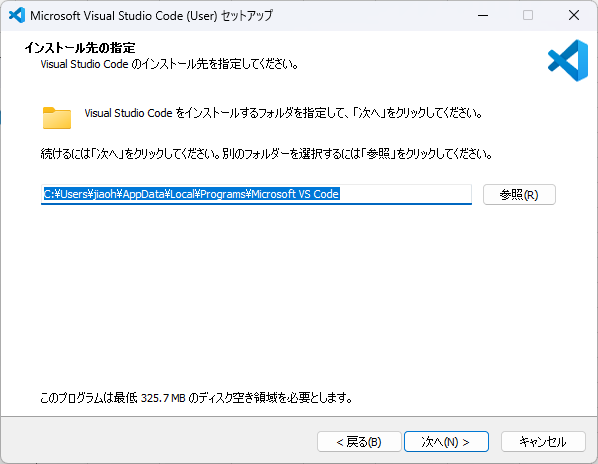 Microsoft Visual Studio Code (User) セットアップ
インストール先の指定
Visual Studio Code のインストール先を指定してください。
Visual Studio Code をインストールするフォルダを指定して、「次へ」をクリックしてください。
続けるには「次へ」をクリックしてください。別のフォルダーを選択するには「参照」をクリックしてください。
C:¥Users¥jiaoh¥AppData¥Local¥Programs¥Microsoft VS Code
参照(R)
このプログラムは最低 325.7 MB のディスク空き領域を必要とします。
< 戻る(B)
次へ(N) >
キャンセル